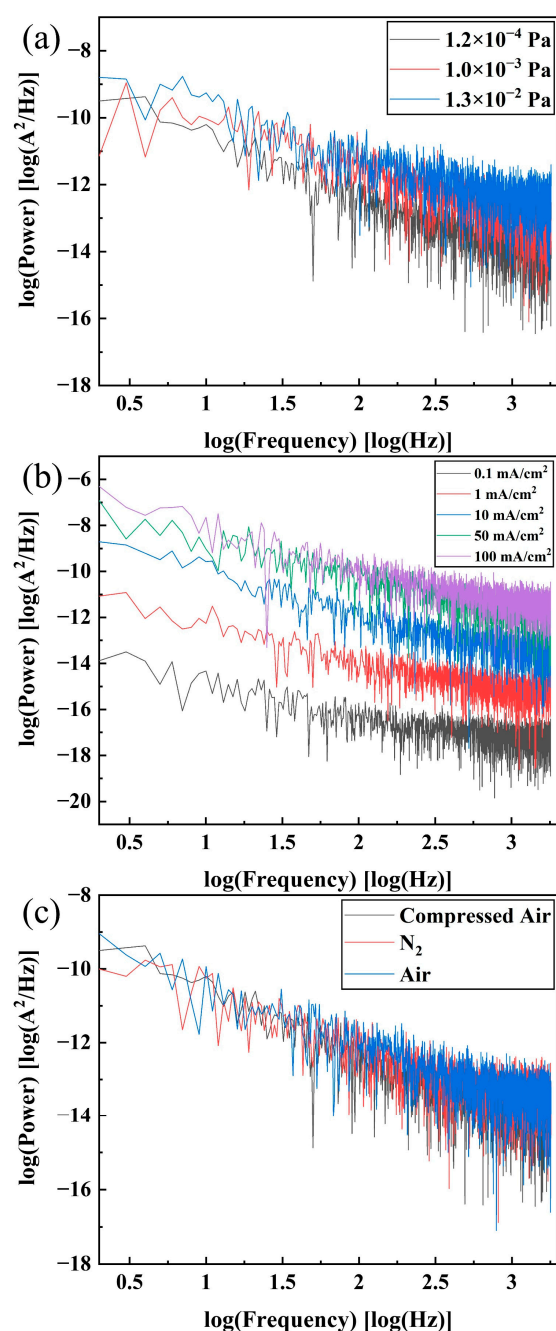 (a)
1.2×10⁻⁴ Pa
1.0×10⁻³ Pa
1.3×10⁻² Pa
log(Power) [log(A²/Hz)]
−8
−10
−12
−14
−16
−18
0.5 1 1.5 2 2.5 3
log(Frequency) [log(Hz)]
(b)
0.1 mA/cm²
1 mA/cm²
10 mA/cm²
50 mA/cm²
100 mA/cm²
log(Power) [log(A²/Hz)]
−6
−8
−10
−12
−14
−16
−18
−20
0.5 1 1.5 2 2.5 3
log(Frequency) [log(Hz)]
(c)
Compressed Air
N₂
Air
log(Power) [log(A²/Hz)]
−8
−10
−12
−14
−16
−18
0.5 1 1.5 2 2.5 3
log(Frequency) [log(Hz)]